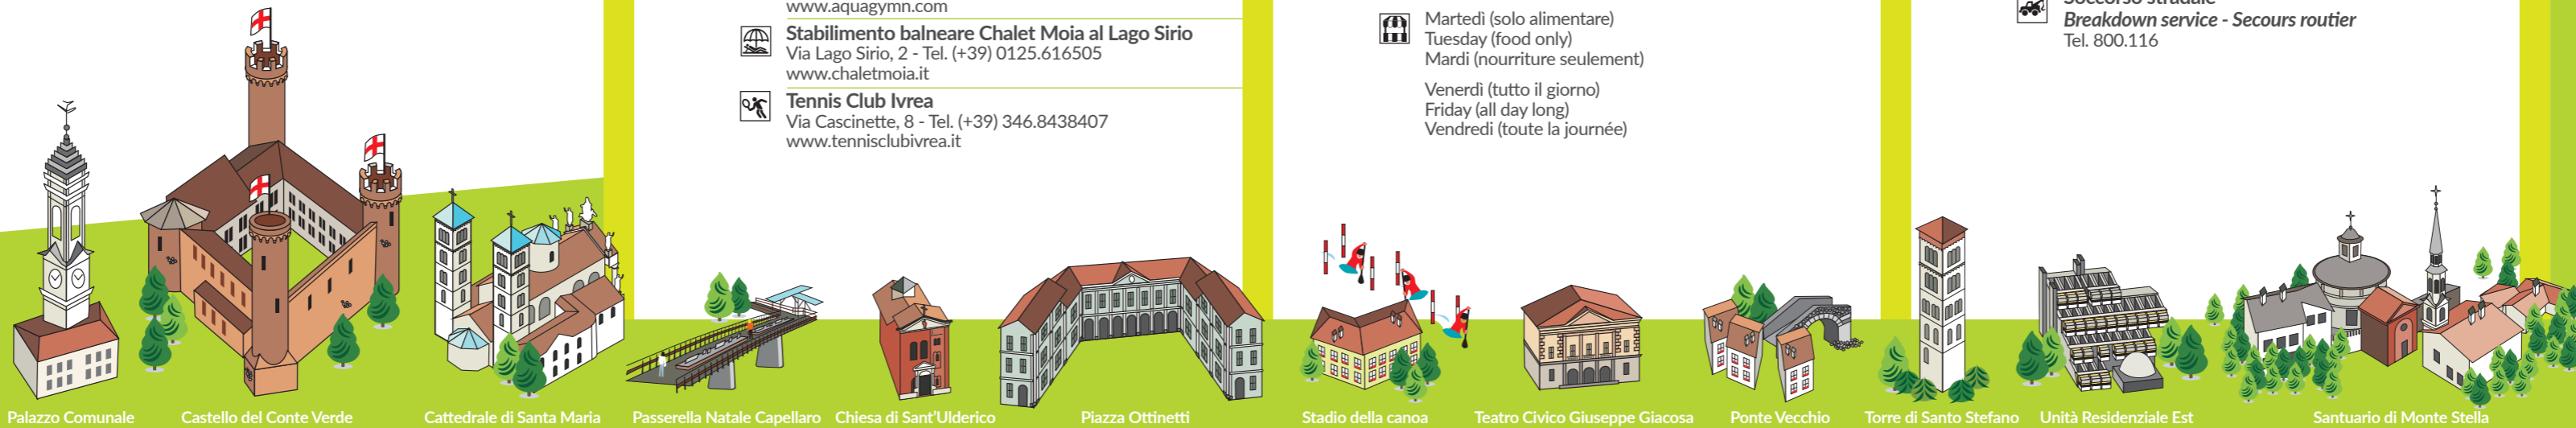 www.aquagymn.com
Stabilimento balneare Chalet Moia al Lago Sirio
Via Lago Sirio, 2 - Tel. (+39) 0125.616505
www.chaletmoia.it
Tennis Club Ivrea
Via Cascinette, 8 - Tel. (+39) 346.8438407
www.tennisclubivrea.it
Martedì (solo alimentare)
Tuesday (food only)
Mardi (nourriture seulement)
Venerdì (tutto il giorno)
Friday (all day long)
Vendredi (toute la journée)
Soccorso stradale
Breakdown service - Secours routier
Tel. 800.116
Palazzo Comunale
Castello del Conte Verde
Cattedrale di Santa Maria
Passerella Natale Capellaro
Chiesa di Sant'Ulderico
Piazza Ottinetti
Stadio della canoa
Teatro Civico Giuseppe Giacosa
Ponte Vecchio
Torre di Santo Stefano
Unità Residenziale Est
Santuario di Monte Stella